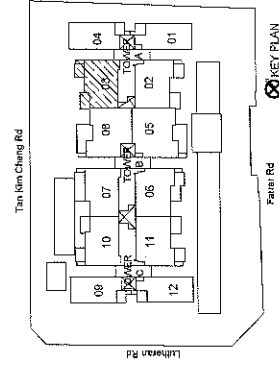 Tan Kim Cheng Rd
04
01
TOWER
A
03
02
08
05
TOWER
B
07
06
10
11
TOWER
C
09
12
Lutheran Rd
Farrer Rd
KEY PLAN